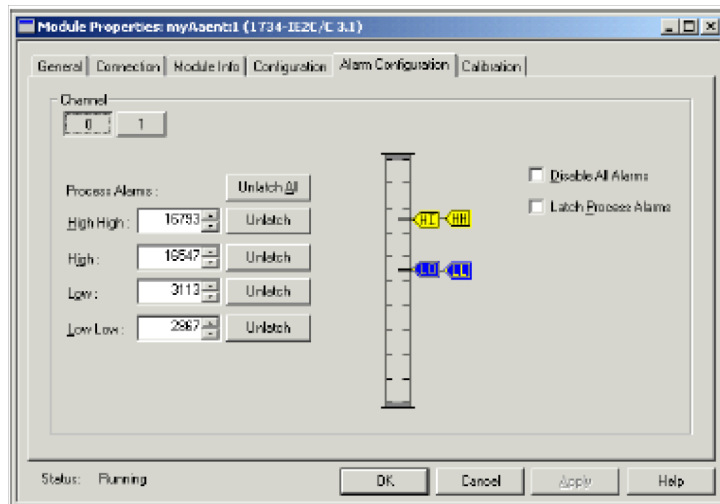 Module Properties: myAgent:1 (1734-IE2C/C 3.1)
General Connection Module Info Configuration Alarm Configuration Calibration
Channel
0 1
Process Alarms : Unlatch All
Disable All Alarms
Latch Process Alarms
High High : 16793 Unlatch
HI HH
High : 16547 Unlatch
LO LL
Low : 3113 Unlatch
Low Low : 2867 Unlatch
Status: Running OK Cancel Apply Help